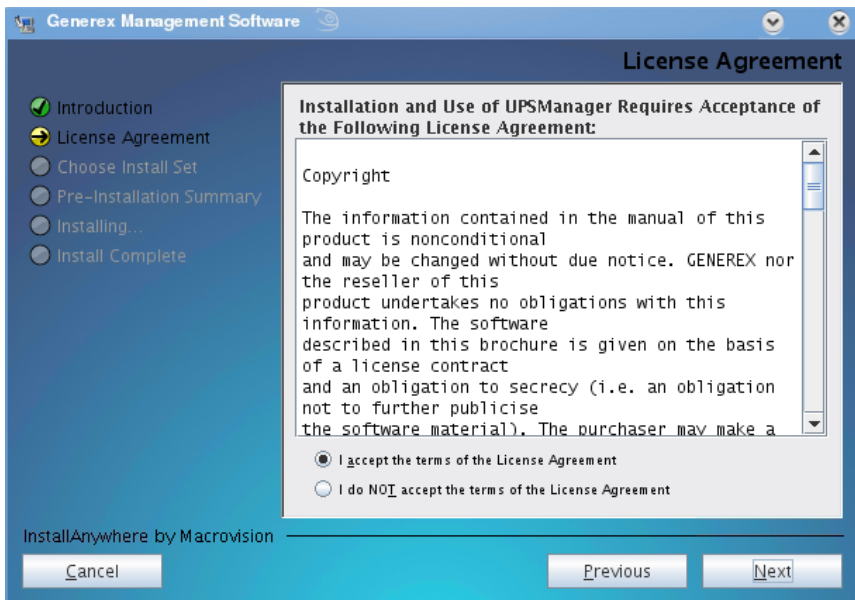 Generex Management Software
License Agreement
Introduction
License Agreement
Choose Install Set
Pre-Installation Summary
Installing...
Install Complete
Installation and Use of UPSManager Requires Acceptance of
the Following License Agreement:
Copyright
The information contained in the manual of this
product is nonconditional
and may be changed without due notice. GENEREX nor
the reseller of this
product undertakes no obligations with this
information. The software
described in this brochure is given on the basis
of a license contract
and an obligation to secrecy (i.e. an obligation
not to further publicise
the software material). The purchaser may make a
I accept the terms of the License Agreement
I do NOT accept the terms of the License Agreement
InstallAnywhere by Macrovision
Cancel
Previous
Next